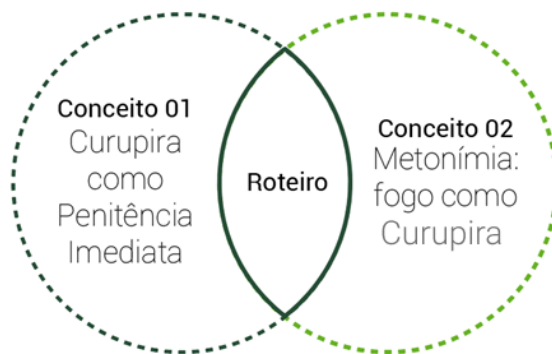 Conceito 01
Curupira
como
Penitência
Imediata
Roteiro
Conceito 02
Metonímia:
fogo como
Curupira